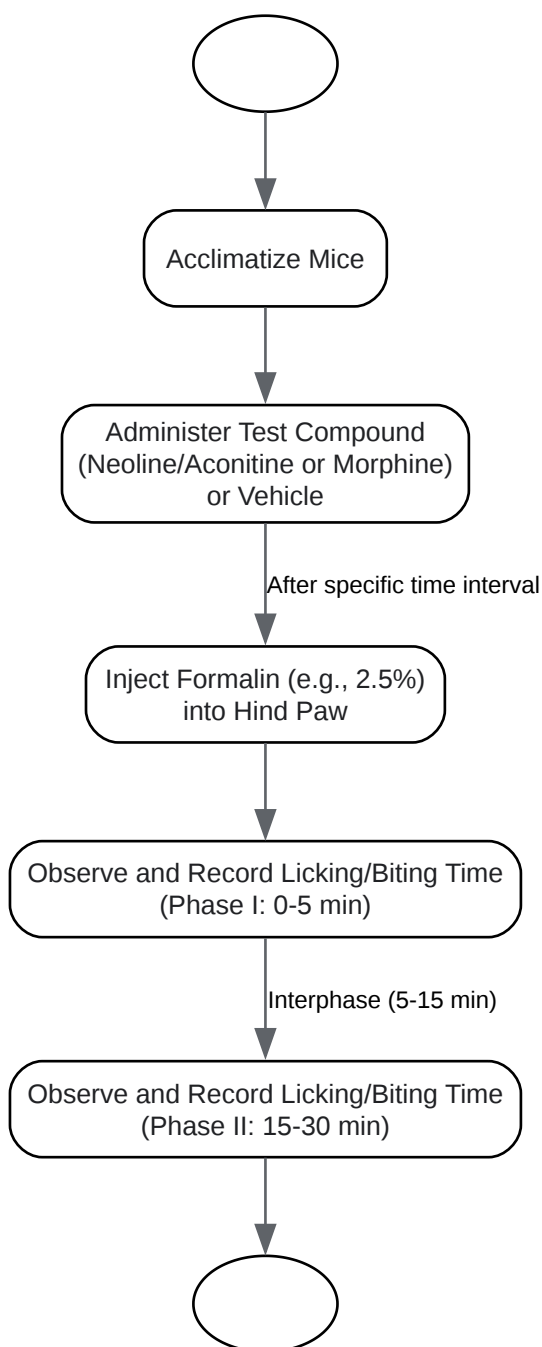 Acclimatize Mice
Administer Test Compound
(Neoline/Aconitine or Morphine)
or Vehicle
After specific time interval
Inject Formalin (e.g., 2.5%)
into Hind Paw
Observe and Record Licking/Biting Time
(Phase I: 0-5 min)
Interphase (5-15 min)
Observe and Record Licking/Biting Time
(Phase II: 15-30 min)